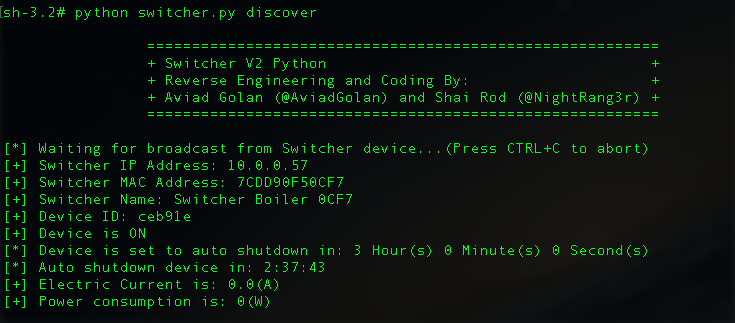 sh-3.2# python switcher.py discover
============================================================
+ Switcher V2 Python +
+ Reverse Engineering and Coding By: +
+ Aviad Golan (@AviadGolan) and Shai Rod (@NightRang3r) +
============================================================
[*] Waiting for broadcast from Switcher device...(Press CTRL+C to abort)
[+] Switcher IP Address: 10.0.0.57
[+] Switcher MAC Address: 7CDD90F50CF7
[+] Switcher Name: Switcher Boiler 0CF7
[+] Device ID: ceb91e
[+] Device is ON
[*] Device is set to auto shutdown in: 3 Hour(s) 0 Minute(s) 0 Second(s)
[*] Auto shutdown device in: 2:37:43
[+] Electric Current is: 0.0(A)
[+] Power consumption is: 0(W)